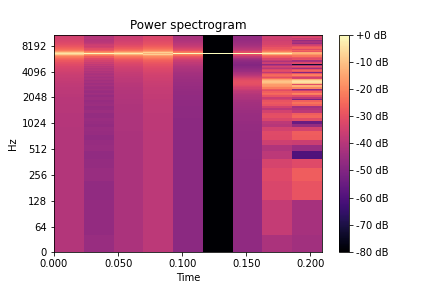 Power spectrogram
8192
4096
2048
1024
512
256
128
64
0
Hz
0.000 0.050 0.100 0.150 0.200
Time
+0 dB
-10 dB
-20 dB
-30 dB
-40 dB
-50 dB
-60 dB
-70 dB
-80 dB